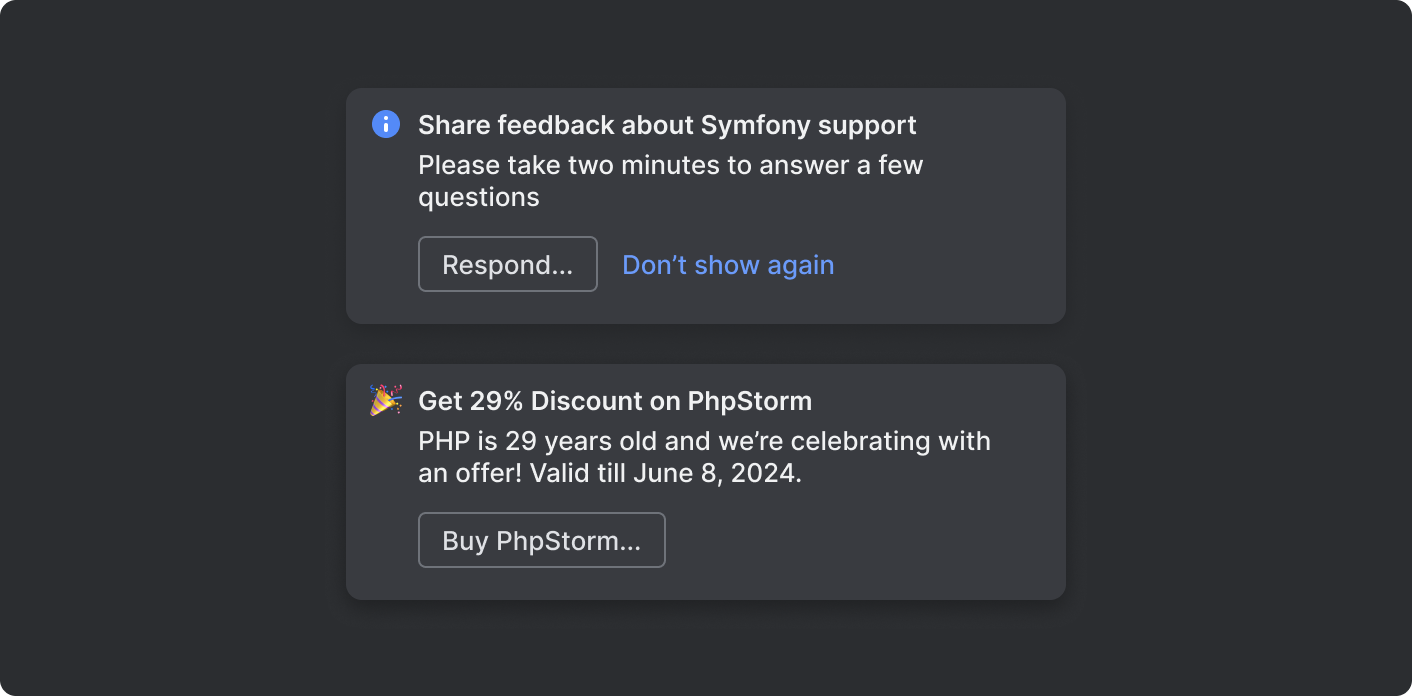 Share feedback about Symfony support
Please take two minutes to answer a few
questions
Respond...
Don’t show again
Get 29% Discount on PhpStorm
PHP is 29 years old and we’re celebrating with
an offer! Valid till June 8, 2024.
Buy PhpStorm...